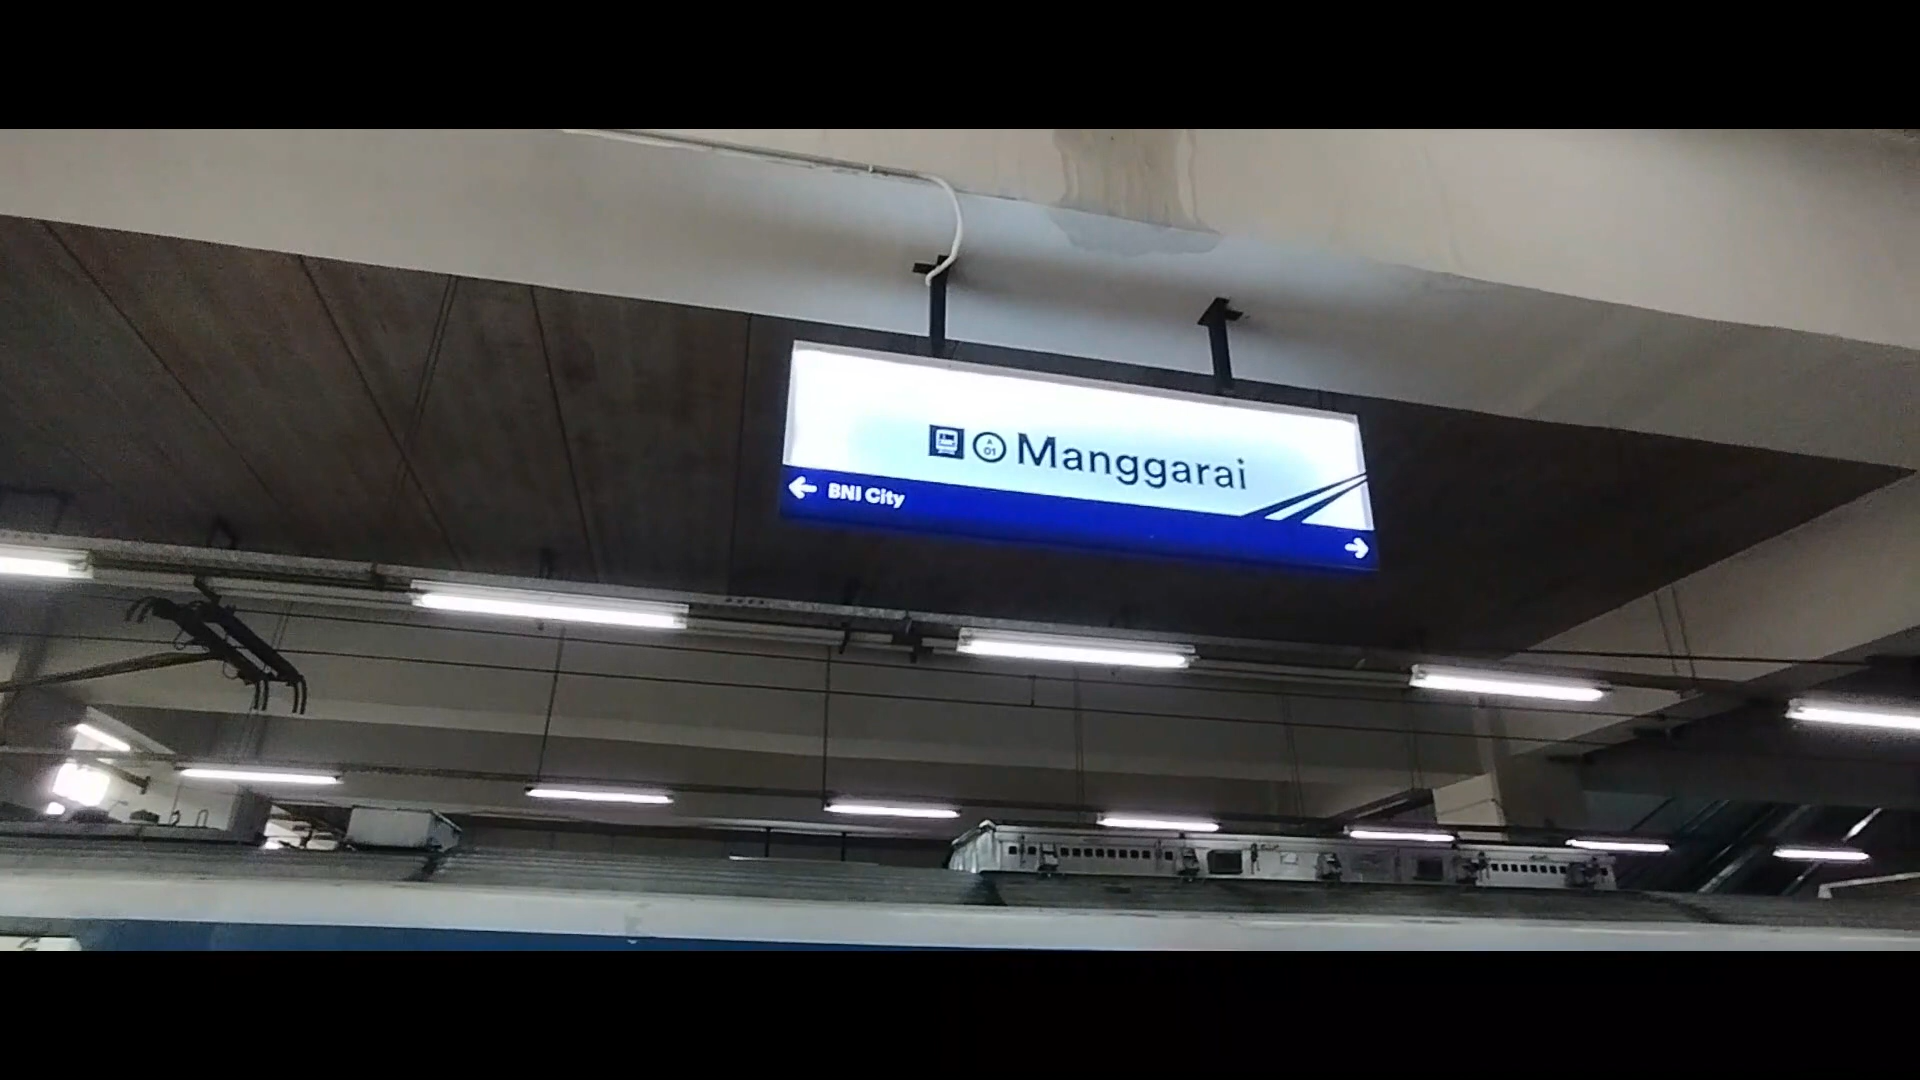 A 01 Manggarai
← BNI City
→